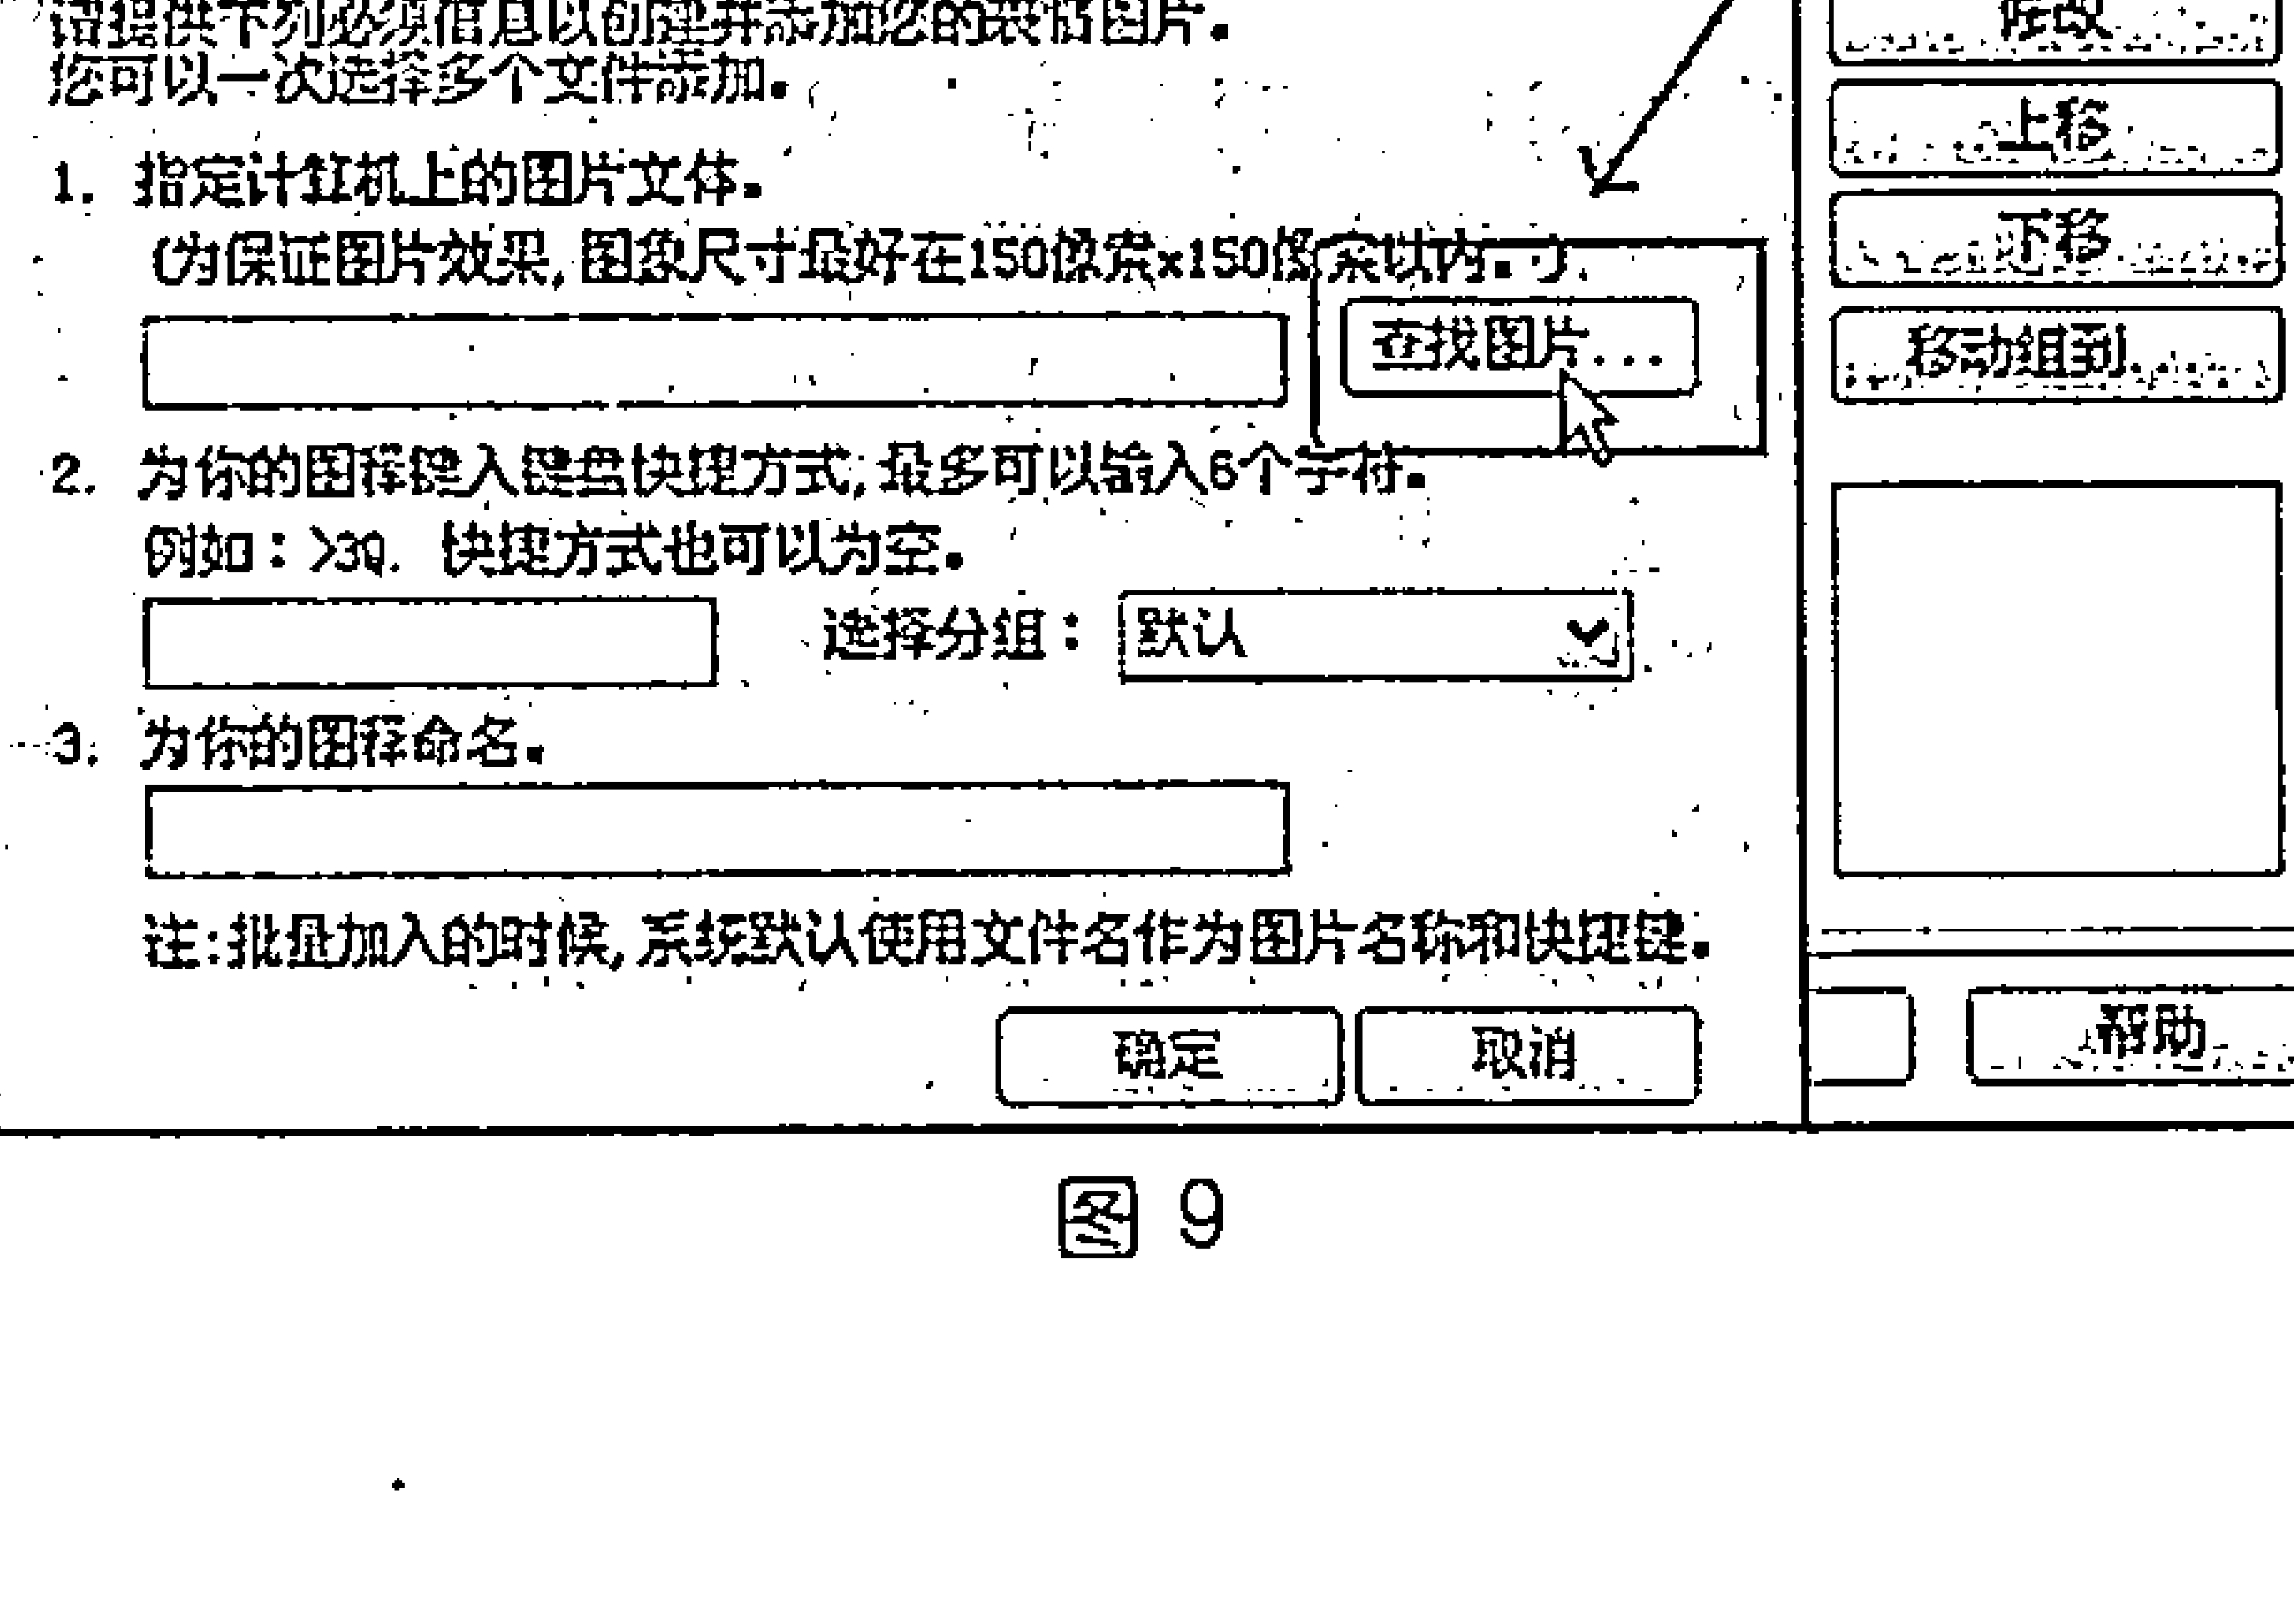 请提供下列必须信息以创建并添加您的表情图片。
您可以一次选择多个文件添加。
1. 指定计算机上的图片文体。
(为保证图片效果,图象尺寸最好在150像素x150像素以内。)
查找图片...
2. 为你的图释键入键盘快捷方式,最多可以输入6个字符。
例如:>30. 快捷方式也可以为空。
选择分组: 默认
3. 为你的图释命名。
注:批量加入的时候,系统默认使用文件名作为图片名称和快捷键。
确定 取消
修改
上移
下移
移动组到
帮助
图 9